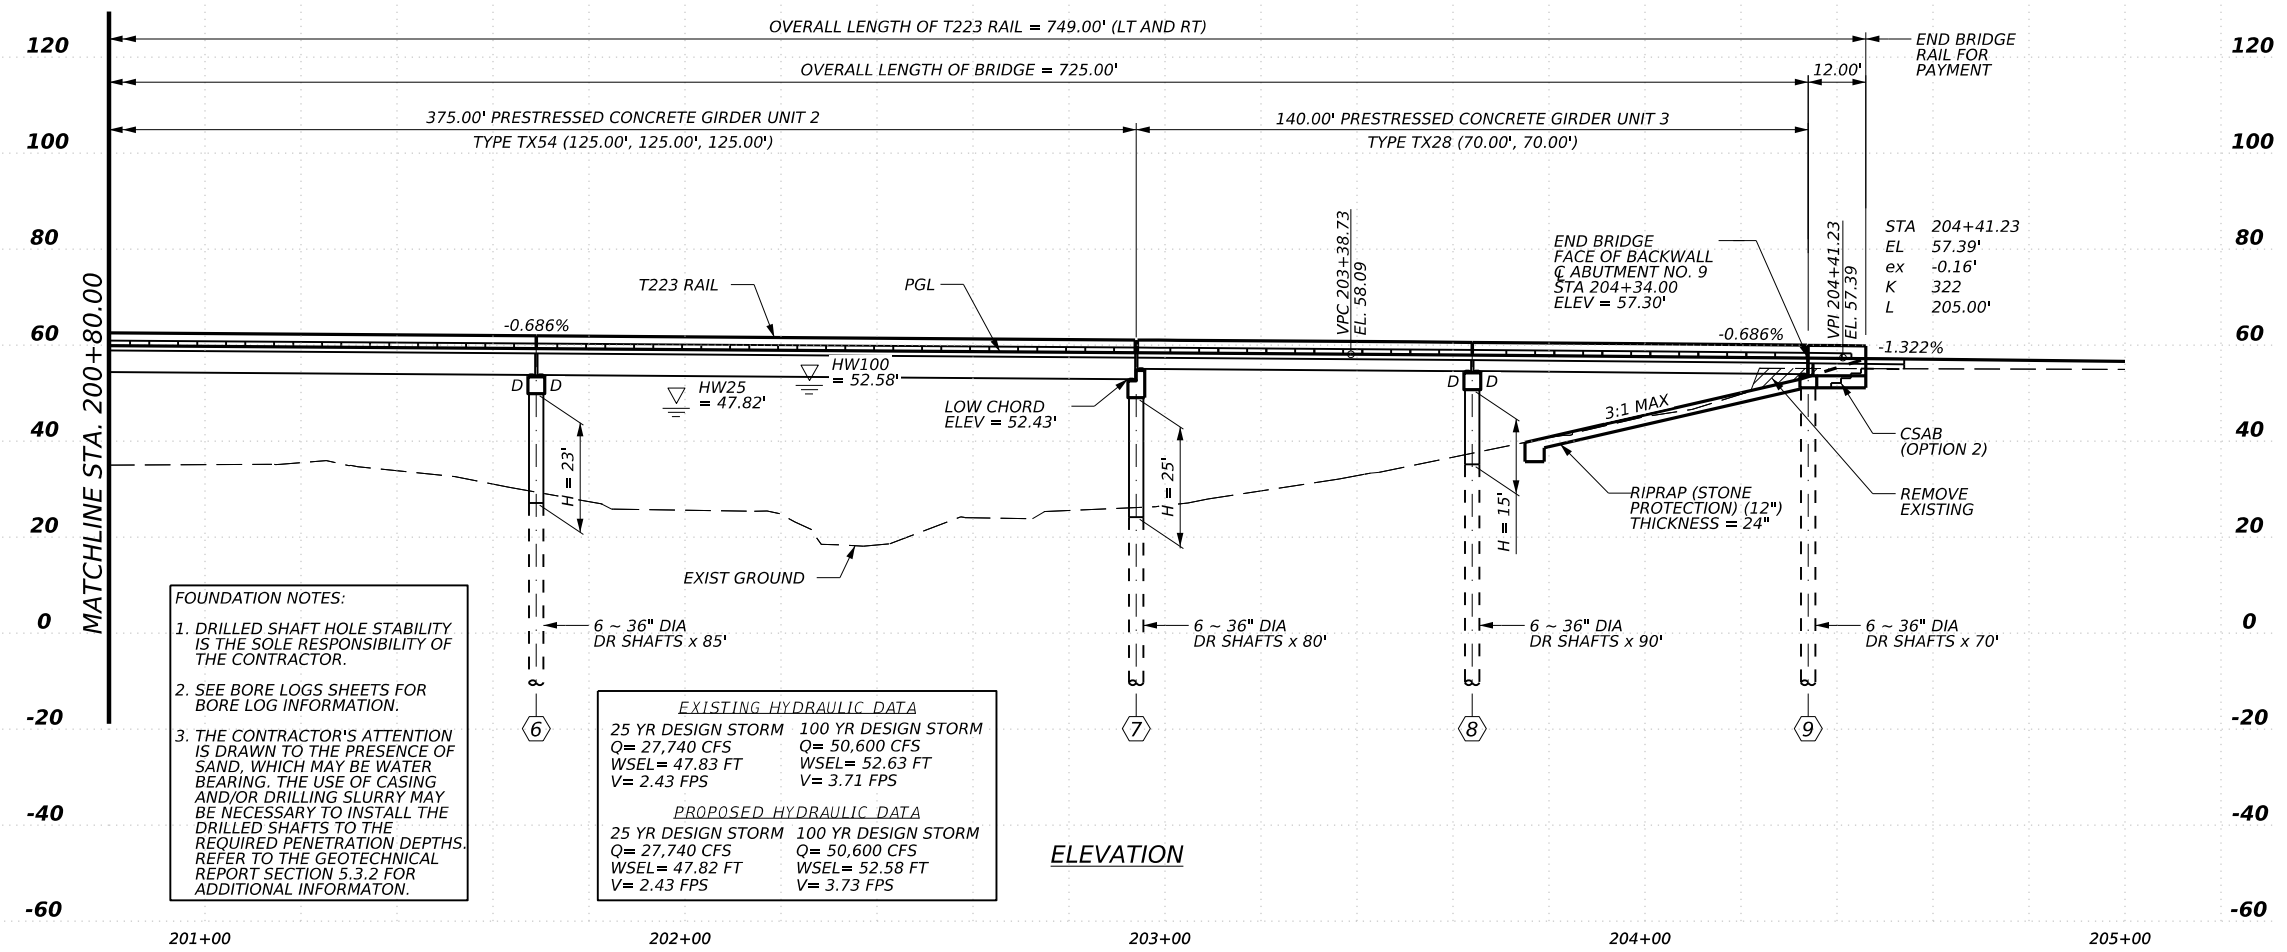 OVERALL LENGTH OF T223 RAIL = 749.00' (LT AND RT)
120
120
END BRIDGE
RAIL FOR
PAYMENT
OVERALL LENGTH OF BRIDGE = 725.00'
12.00'
375.00' PRESTRESSED CONCRETE GIRDER UNIT 2
TYPE TX54 (125.00', 125.00', 125.00')
140.00' PRESTRESSED CONCRETE GIRDER UNIT 3
TYPE TX28 (70.00', 70.00')
100
100
80
80
MATCHLINE STA. 200+80.00
T223 RAIL
PGL
VPC 203+38.73
EL. 58.09
END BRIDGE
FACE OF BACKWALL
℄ ABUTMENT NO. 9
STA 204+34.00
ELEV = 57.30'
VPI 204+41.23
EL. 57.39
STA 204+41.23
EL 57.39'
ex -0.16'
K 322
L 205.00'
60
60
-0.686%
-0.686%
-1.322%
D D
HW25
= 47.82'
HW100
= 52.58'
LOW CHORD
ELEV = 52.43'
D D
3:1 MAX
40
40
CSAB
(OPTION 2)
H = 23'
H = 25'
H = 15'
RIPRAP (STONE
PROTECTION) (12")
THICKNESS = 24"
REMOVE
EXISTING
20
20
EXIST GROUND
0
0
6 ~ 36" DIA
DR SHAFTS x 85'
6 ~ 36" DIA
DR SHAFTS x 80'
6 ~ 36" DIA
DR SHAFTS x 90'
6 ~ 36" DIA
DR SHAFTS x 70'
FOUNDATION NOTES:
1. DRILLED SHAFT HOLE STABILITY
IS THE SOLE RESPONSIBILITY OF
THE CONTRACTOR.
2. SEE BORE LOGS SHEETS FOR
BORE LOG INFORMATION.
3. THE CONTRACTOR'S ATTENTION
IS DRAWN TO THE PRESENCE OF
SAND, WHICH MAY BE WATER
BEARING. THE USE OF CASING
AND/OR DRILLING SLURRY MAY
BE NECESSARY TO INSTALL THE
DRILLED SHAFTS TO THE
REQUIRED PENETRATION DEPTHS.
REFER TO THE GEOTECHNICAL
REPORT SECTION 5.3.2 FOR
ADDITIONAL INFORMATON.
-20
-20
6
7
8
9
EXISTING HYDRAULIC DATA
25 YR DESIGN STORM 100 YR DESIGN STORM
Q= 27,740 CFS Q= 50,600 CFS
WSEL= 47.83 FT WSEL= 52.63 FT
V= 2.43 FPS V= 3.71 FPS
PROPOSED HYDRAULIC DATA
25 YR DESIGN STORM 100 YR DESIGN STORM
Q= 27,740 CFS Q= 50,600 CFS
WSEL= 47.82 FT WSEL= 52.58 FT
V= 2.43 FPS V= 3.73 FPS
-40
-40
ELEVATION
-60
-60
201+00
202+00
203+00
204+00
205+00